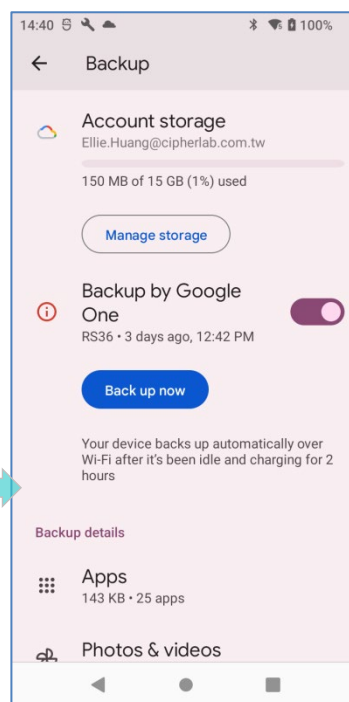 14:40 100%
Backup
Account storage
Ellie.Huang@cipherlab.com.tw
150 MB of 15 GB (1%) used
Manage storage
Backup by Google
One
RS36 • 3 days ago, 12:42 PM
Back up now
Your device backs up automatically over
Wi-Fi after it's been idle and charging for 2
hours
Backup details
Apps
143 KB • 25 apps
Photos & videos